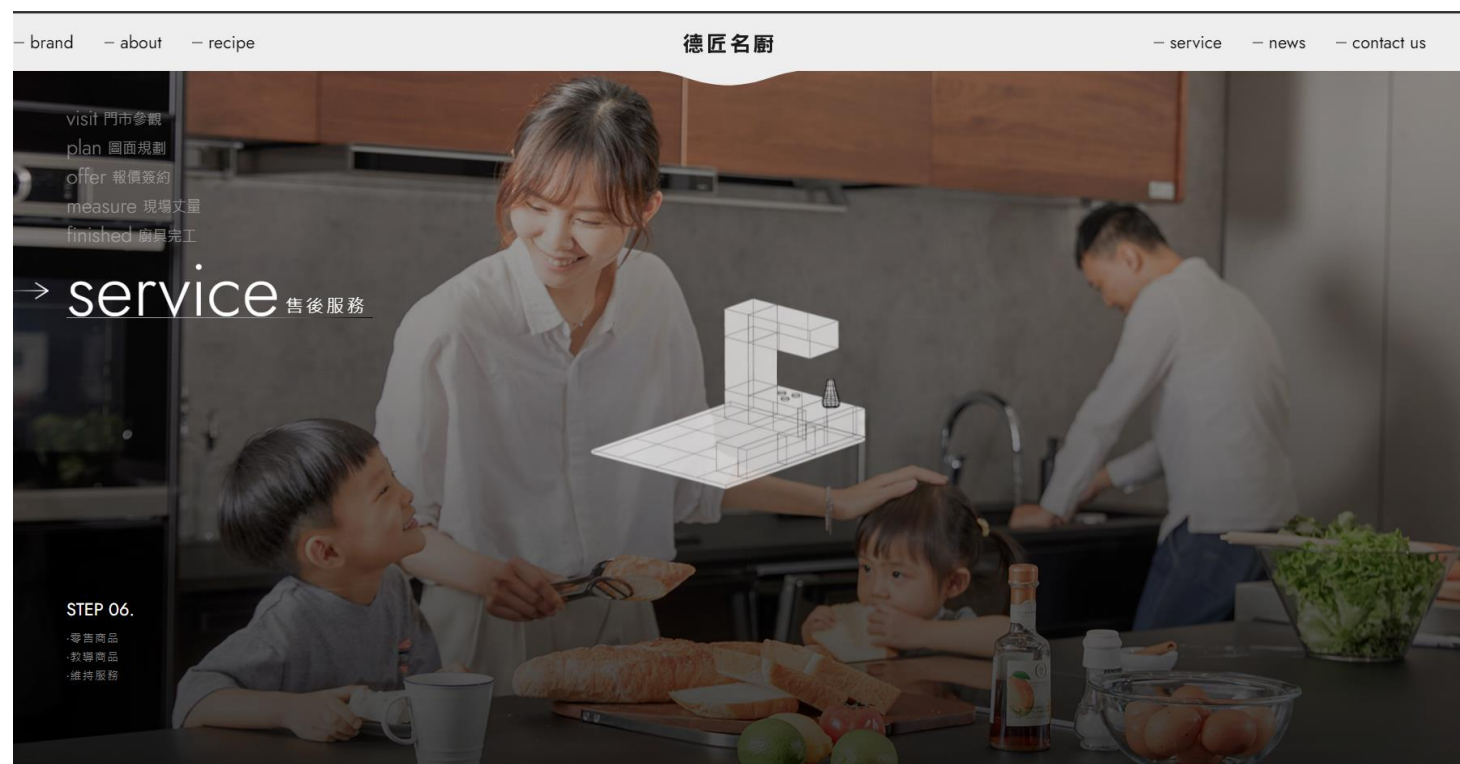 – brand – about – recipe 德匠名廚 – service – news – contact us
visit 門市參觀
plan 圖面規劃
offer 報價簽約
measure 現場丈量
finished 廚具完工
→ service 售後服務
STEP 06.
·零售商品
·教導商品
·維持服務